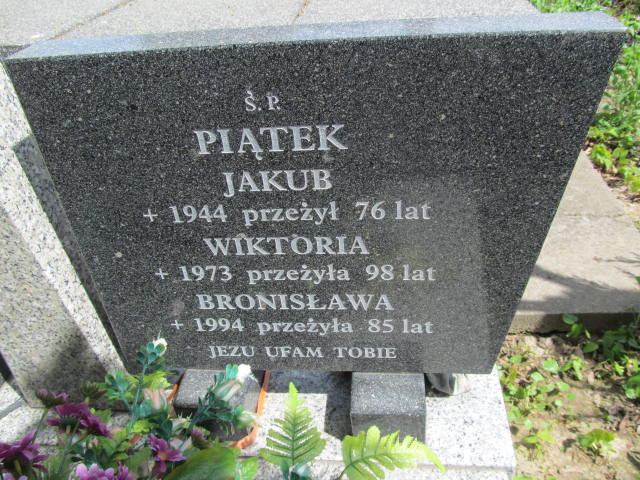 Ś. P.
PIĄTEK
JAKUB
+ 1944 przeżył 76 lat
WIKTORIA
+ 1973 przeżyła 98 lat
BRONISŁAWA
+ 1994 przeżyła 85 lat
JEZU UFAM TOBIE